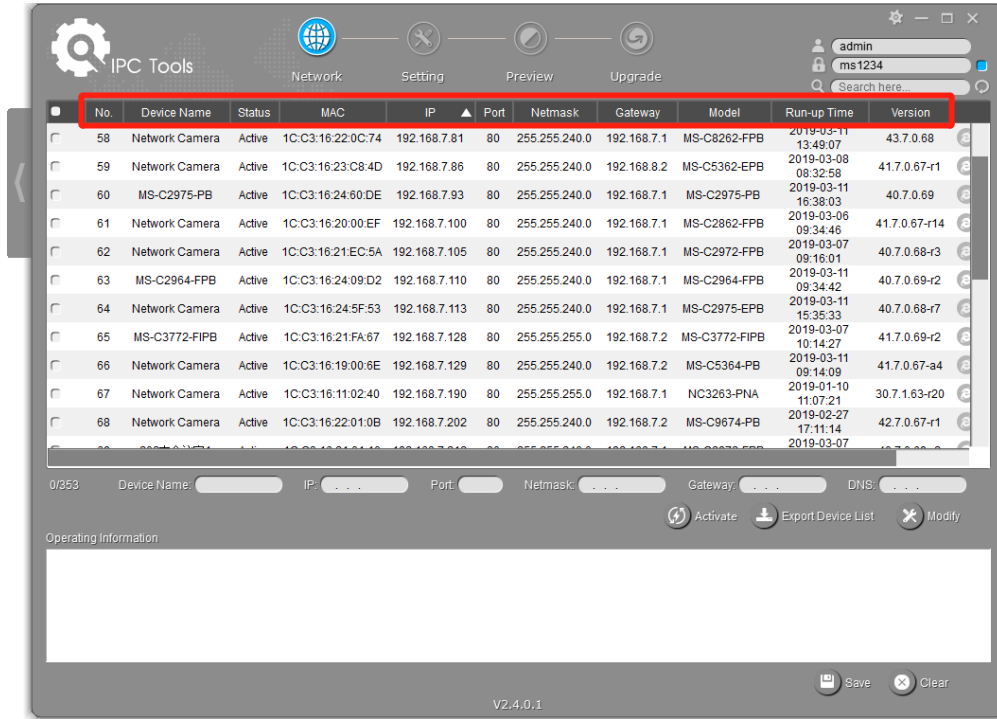 admin
IPC Tools
ms1234
Network Setting Preview Upgrade
Search here...
No. Device Name Status MAC IP Port Netmask Gateway Model Run-up Time Version
58 Network Camera Active 1C:C3:16:22:0C:74 192.168.7.81 80 255.255.240.0 192.168.7.1 MS-C8262-FPB 2019-03-11 13:49:07 43.7.0.68
59 Network Camera Active 1C:C3:16:23:C8:4D 192.168.7.86 80 255.255.240.0 192.168.8.2 MS-C5362-EPB 2019-03-08 08:32:58 41.7.0.67-r1
60 MS-C2975-PB Active 1C:C3:16:24:60:DE 192.168.7.93 80 255.255.240.0 192.168.7.1 MS-C2975-PB 2019-03-11 16:38:03 40.7.0.69
61 Network Camera Active 1C:C3:16:20:00:EF 192.168.7.100 80 255.255.240.0 192.168.7.1 MS-C2862-FPB 2019-03-06 09:34:46 41.7.0.67-r14
62 Network Camera Active 1C:C3:16:21:EC:5A 192.168.7.105 80 255.255.240.0 192.168.7.1 MS-C2972-FPB 2019-03-07 09:16:01 40.7.0.68-r3
63 MS-C2964-FPB Active 1C:C3:16:24:09:D2 192.168.7.110 80 255.255.240.0 192.168.7.1 MS-C2964-FPB 2019-03-11 09:34:42 40.7.0.69-r2
64 Network Camera Active 1C:C3:16:24:5F:53 192.168.7.113 80 255.255.240.0 192.168.7.1 MS-C2975-EPB 2019-03-11 15:35:33 40.7.0.68-r7
65 MS-C3772-FIPB Active 1C:C3:16:21:FA:67 192.168.7.128 80 255.255.255.0 192.168.7.2 MS-C3772-FIPB 2019-03-07 10:14:27 41.7.0.69-r2
66 Network Camera Active 1C:C3:16:19:00:6E 192.168.7.129 80 255.255.240.0 192.168.7.2 MS-C5364-PB 2019-03-11 09:14:09 41.7.0.67-a4
67 Network Camera Active 1C:C3:16:11:02:40 192.168.7.190 80 255.255.255.0 192.168.7.1 NC3263-PNA 2019-01-10 11:07:21 30.7.1.63-r20
68 Network Camera Active 1C:C3:16:22:01:0B 192.168.7.202 80 255.255.240.0 192.168.7.2 MS-C9674-PB 2019-02-27 17:11:14 42.7.0.67-r1
2019-03-07
0/353 Device Name: IP: . . . Port: Netmask: . . . Gateway: . . . DNS: . . .
Activate Export Device List Modify
Operating Information
Save Clear
V2.4.0.1